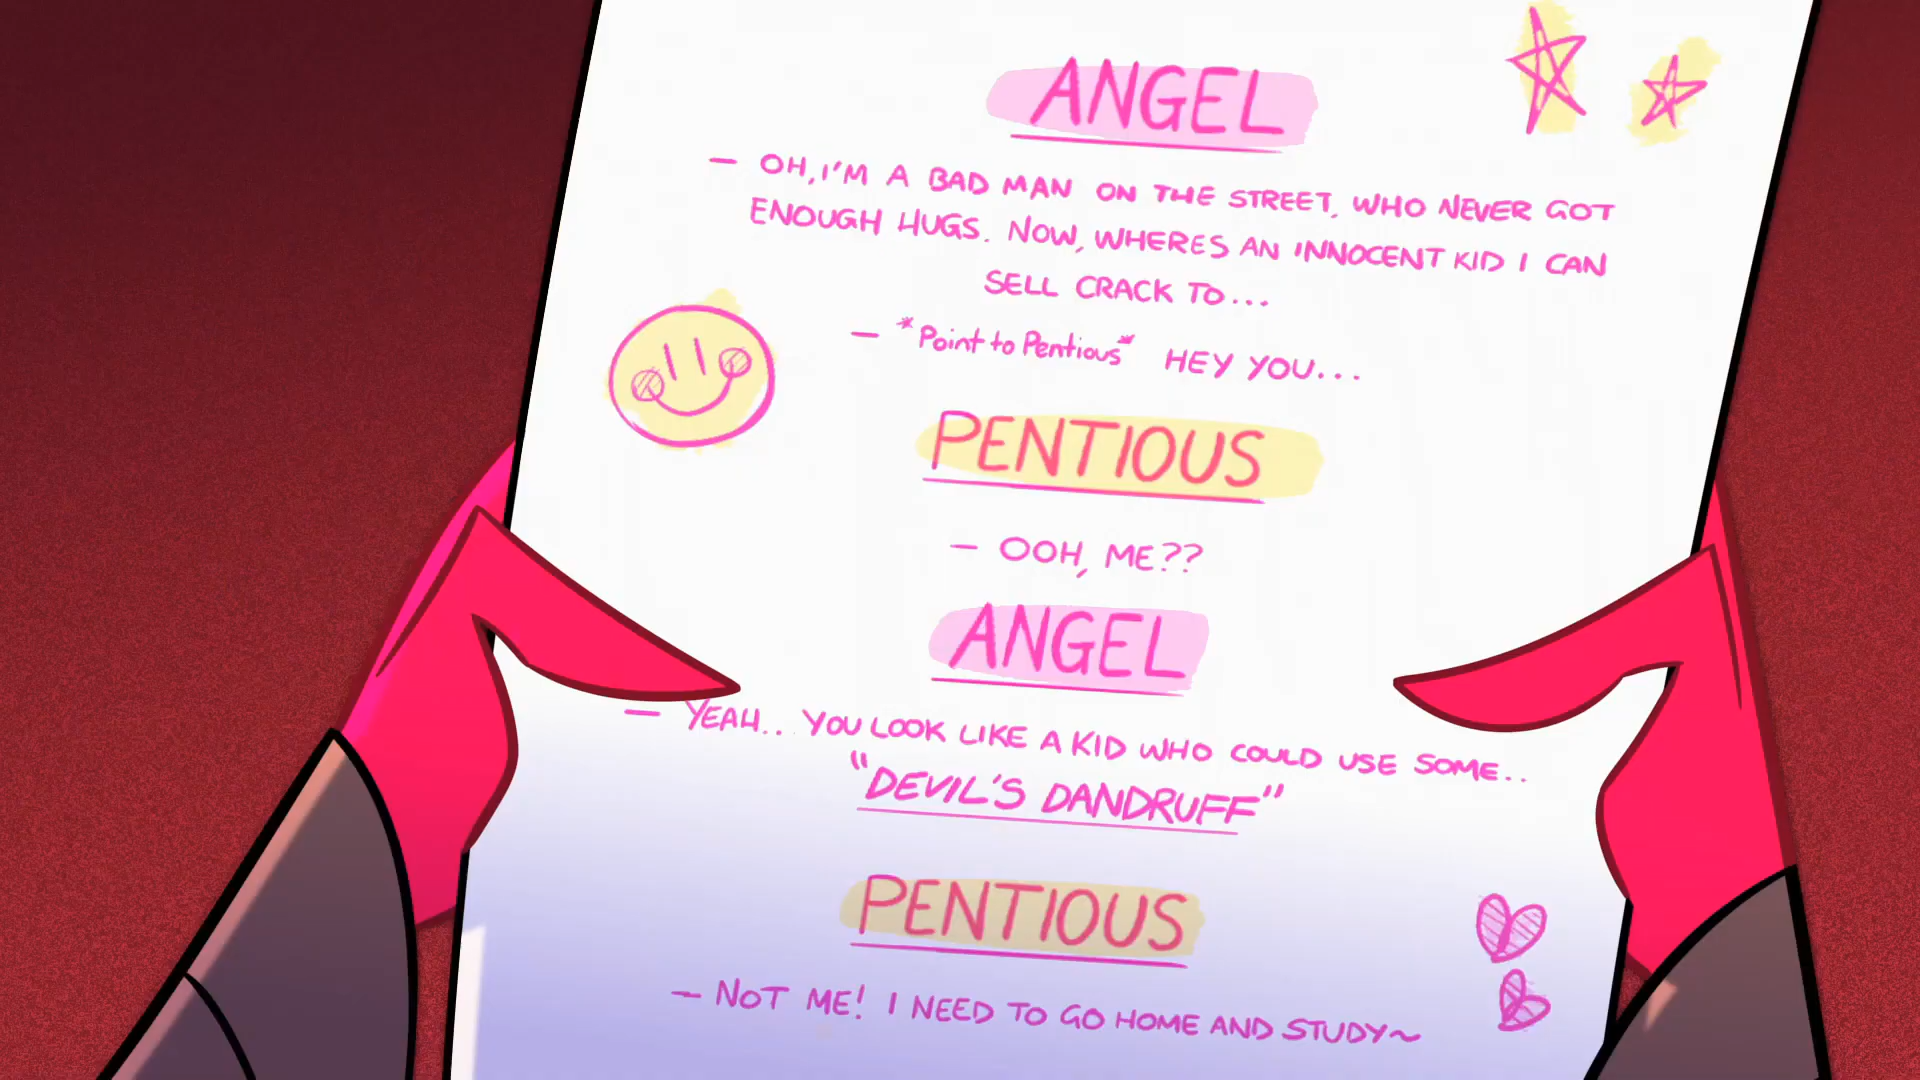 ANGEL
— OH, I'M A BAD MAN ON THE STREET, WHO NEVER GOT
ENOUGH HUGS. NOW, WHERES AN INNOCENT KID I CAN
SELL CRACK TO...
— *Point to Pentious* HEY YOU...
PENTIOUS
— OOH, ME??
ANGEL
— YEAH.. YOU LOOK LIKE A KID WHO COULD USE SOME..
"DEVIL'S DANDRUFF"
PENTIOUS
— NOT ME! I NEED TO GO HOME AND STUDY~